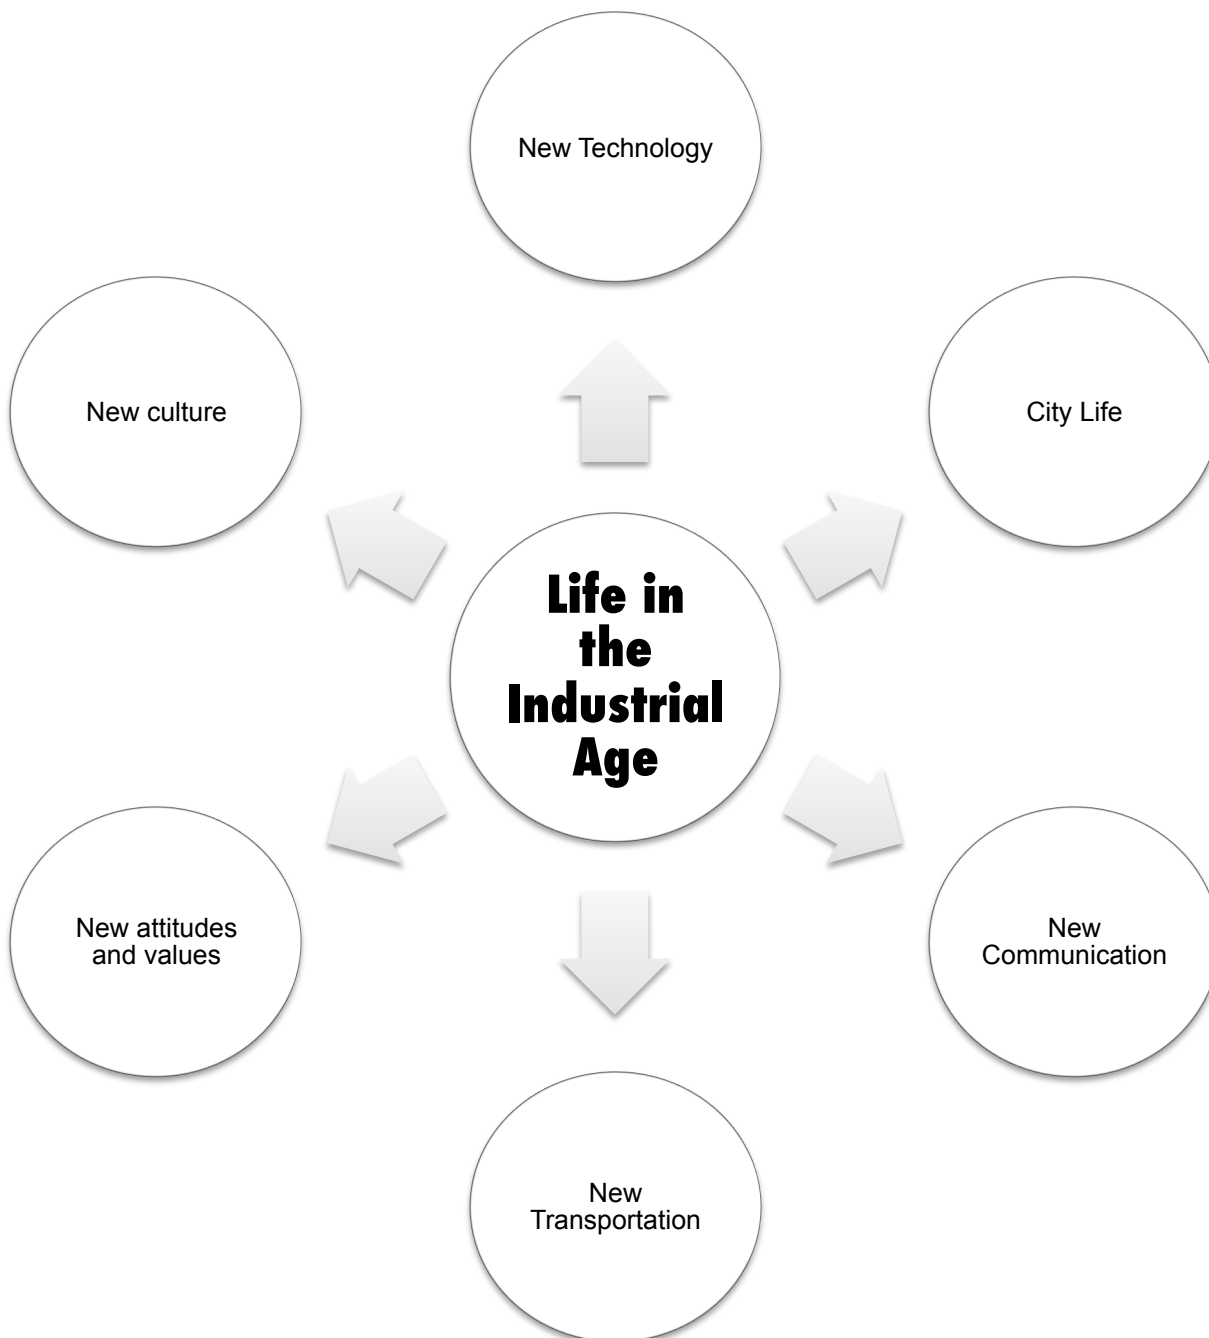 New Technology
New culture
City Life
Life in
the
Industrial
Age
New attitudes
and values
New
Communication
New
Transportation